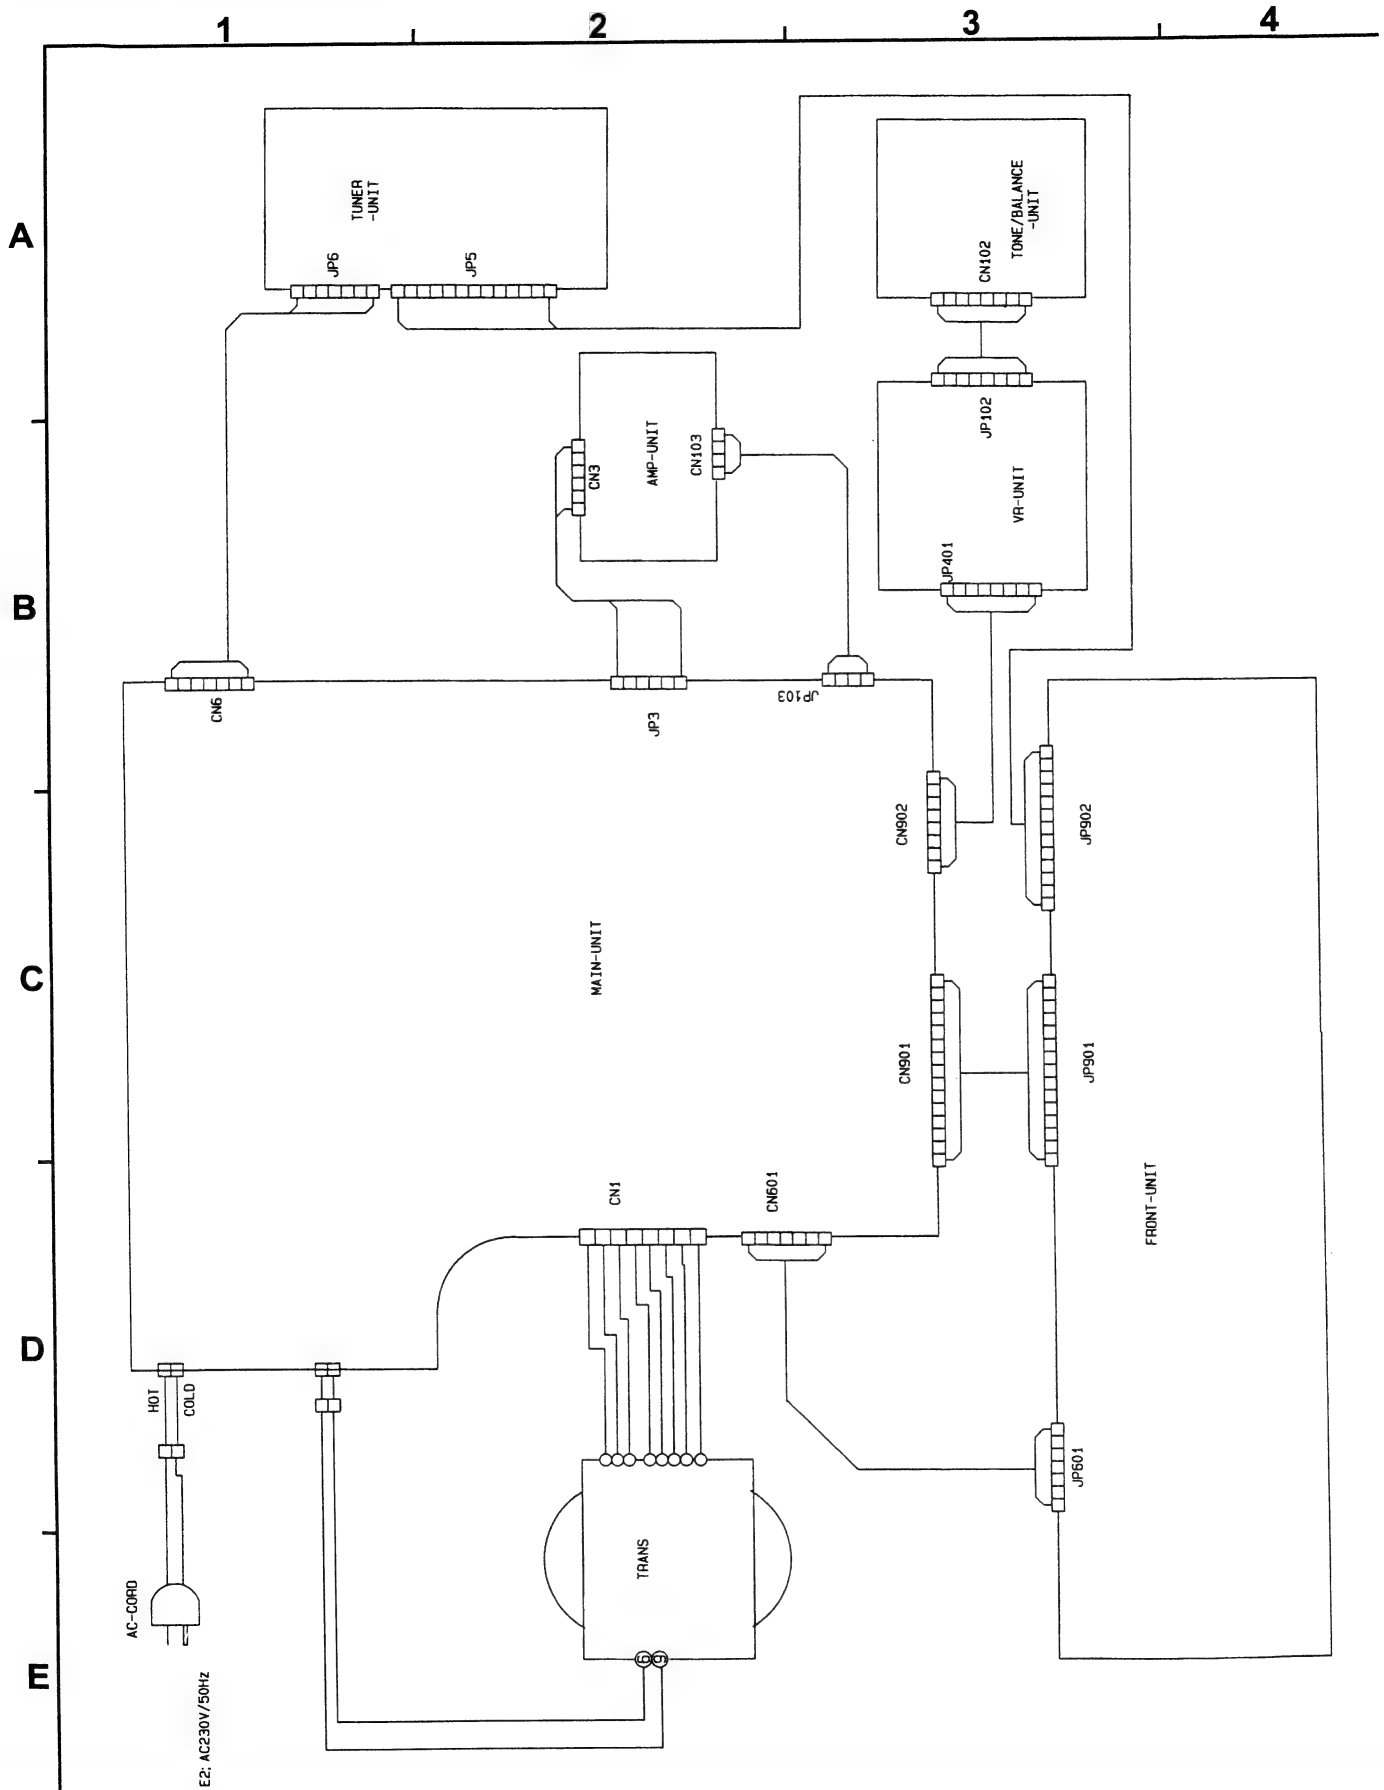 1
2
3
4
A
B
C
D
E
TUNER
-UNIT
JP6
JP5
TONE/BALANCE
-UNIT
CN102
JP102
VR-UNIT
JP401
AMP-UNIT
CN3
CN103
CN6
JP3
JP103
CN902
JP902
MAIN-UNIT
CN901
JP901
CN1
CN601
FRONT-UNIT
HOT
COLD
JP601
TRANS
AC-CORD
E2; AC230V/50Hz